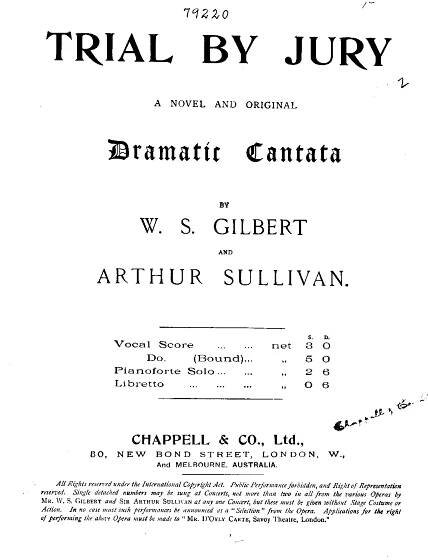 79220
TRIAL BY JURY
2
A NOVEL AND ORIGINAL
Dramatic Cantata
BY
W. S. GILBERT
AND
ARTHUR SULLIVAN.
S. D.
Vocal Score ... ... net 3 0
Do. (Bound)... „ 5 0
Pianoforte Solo ... ... „ 2 6
Libretto ... ... ... „ 0 6
Chappell & Co. Ld.
CHAPPELL & CO., Ltd.,
50, NEW BOND STREET, LONDON, W.,
And MELBOURNE, AUSTRALIA.
All Rights reserved under the International Copyright Act. Public Performance forbidden, and Right of Representation
reserved. Single detached numbers may be sung at Concerts, not more than two in all from the various Operas by
MR. W. S. GILBERT and SIR ARTHUR SULLIVAN at any one Concert, but these must be given without Stage Costume or
Action. In no case must such performances be announced as a "Selection" from the Opera. Applications for the right
of performing the above Opera must be made to "MR. D'OYLY CARTE, Savoy Theatre, London."